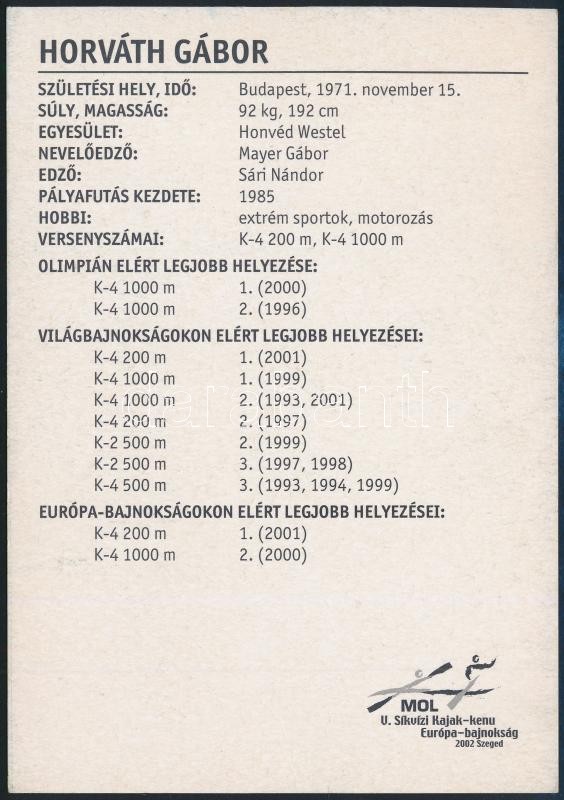 HORVÁTH GÁBOR
SZÜLETÉSI HELY, IDŐ: Budapest, 1971. november 15.
SÚLY, MAGASSÁG: 92 kg, 192 cm
EGYESÜLET: Honvéd Westel
NEVELŐEDZŐ: Mayer Gábor
EDZŐ: Sári Nándor
PÁLYAFUTÁS KEZDETE: 1985
HOBBI: extrém sportok, motorozás
VERSENYSZÁMAI: K-4 200 m, K-4 1000 m
OLIMPIÁN ELÉRT LEGJOBB HELYEZÉSE:
K-4 1000 m 1. (2000)
K-4 1000 m 2. (1996)
VILÁGBAJNOKSÁGOKON ELÉRT LEGJOBB HELYEZÉSEI:
K-4 200 m 1. (2001)
K-4 1000 m 1. (1999)
K-4 1000 m 2. (1993, 2001)
K-4 200 m 2. (1997)
K-2 500 m 2. (1999)
K-2 500 m 3. (1997, 1998)
K-4 500 m 3. (1993, 1994, 1999)
EURÓPA-BAJNOKSÁGOKON ELÉRT LEGJOBB HELYEZÉSEI:
K-4 200 m 1. (2001)
K-4 1000 m 2. (2000)
MOL
V. Síkvízi Kajak-kenu
Európa-bajnokság
2002 Szeged